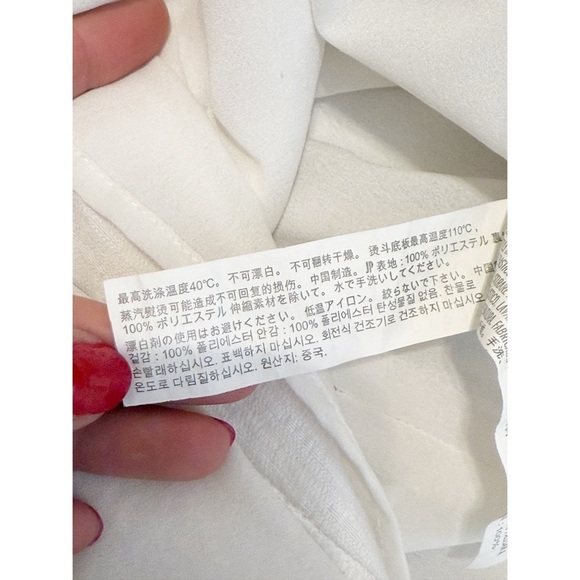 最高洗涤温度40℃。不可漂白。不可翻转干燥。熨斗底板最高温度110℃，
蒸汽熨烫可能造成不可回复的损伤。中国制造。JP 表地: 100% ポリエステル 裏
100% ポリエステル 伸縮素材を除いて。水で手洗いしてください。
漂白剤の使用はお避けください。低温アイロン。絞らないで下さい。中国
겉감: 100% 폴리에스터 안감: 100% 폴리에스터 탄성물질 없음. 찬물로
손빨래 하십시오. 표백하지 마십시오. 회전식 건조기로 건조하지 마십시오
온도로 다림질하십시오. 원산지: 중국.
手洗